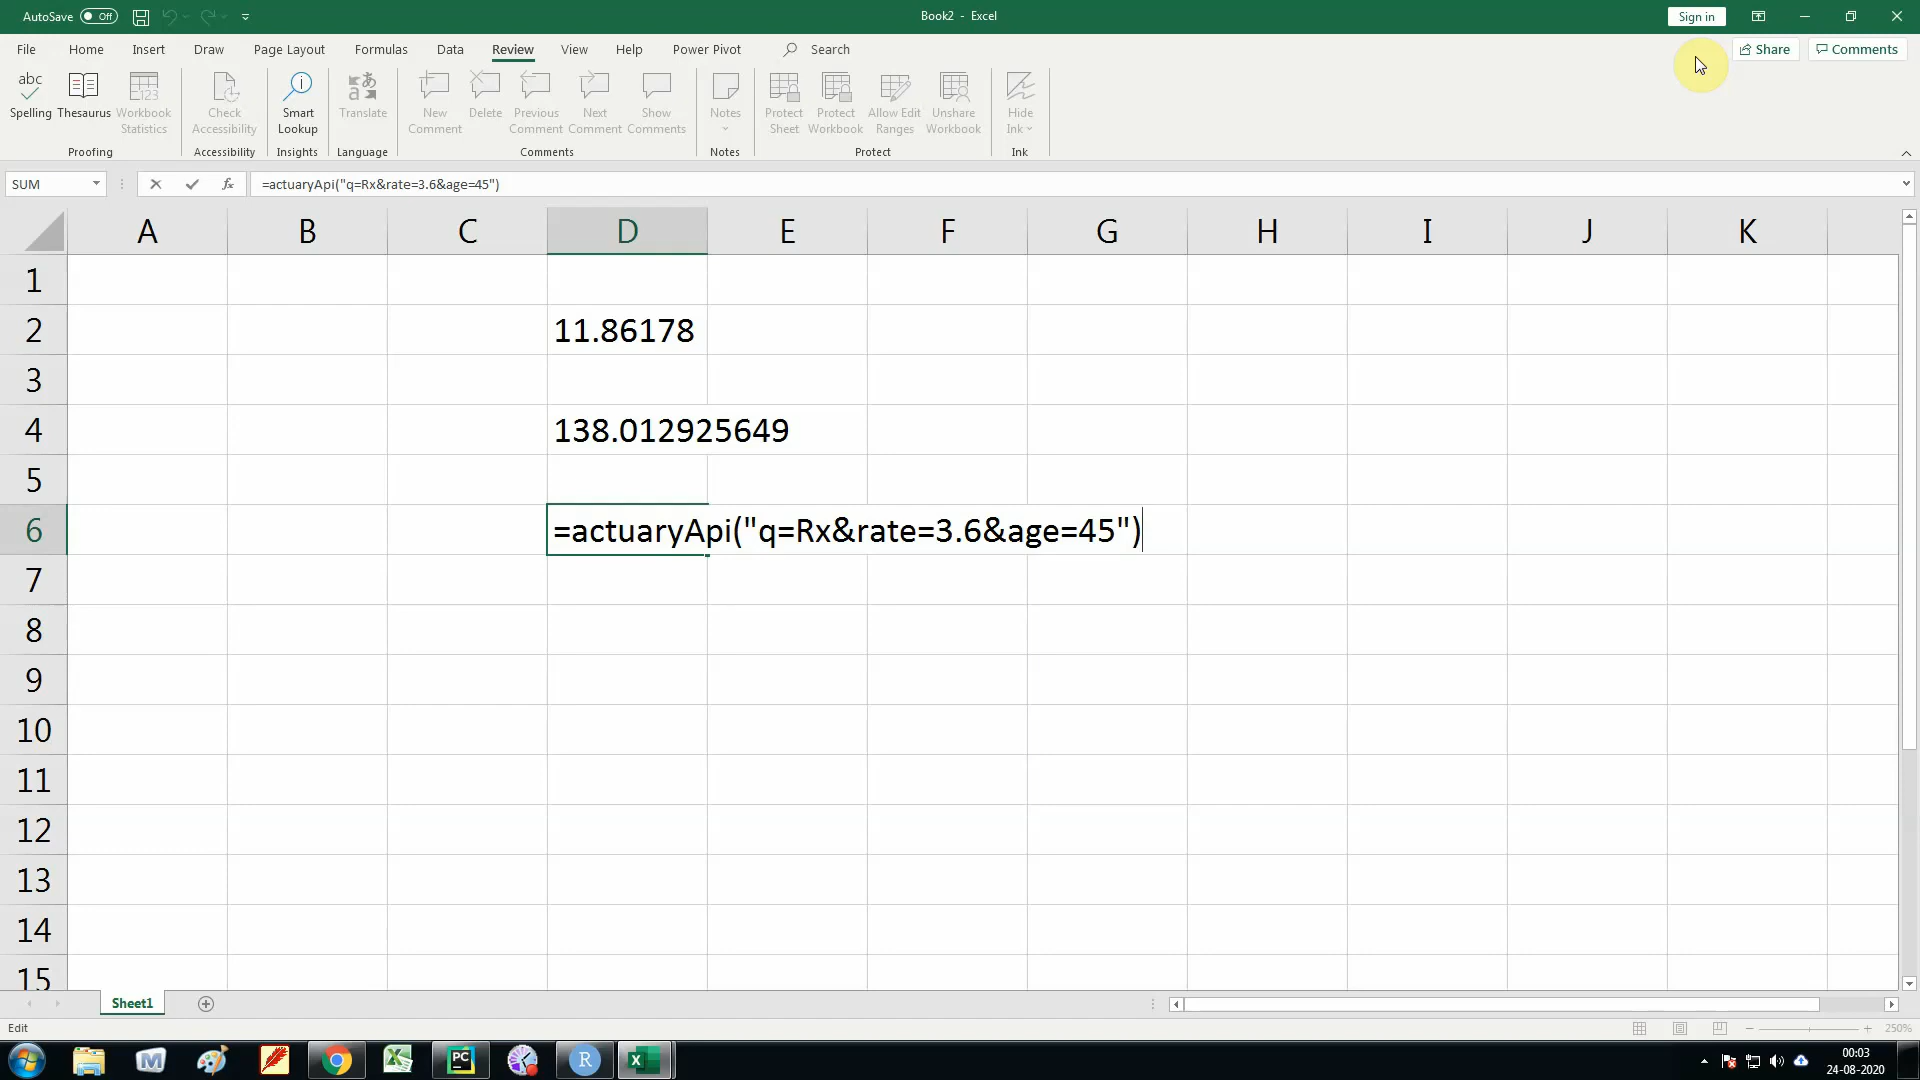 AutoSave Off
Book2 - Excel
Sign in
File Home Insert Draw Page Layout Formulas Data Review View Help Power Pivot Search Share Comments
abc
Spelling
Thesaurus
123
Workbook Statistics
Proofing
Check Accessibility
Accessibility
Smart Lookup
Insights
Translate
Language
New Comment
Delete
Previous Comment
Next Comment
Show Comments
Comments
Notes
Notes
Protect Sheet
Protect Workbook
Allow Edit Ranges
Unshare Workbook
Protect
Hide Ink
Ink
SUM
fx
=actuaryApi("q=Rx&rate=3.6&age=45")
A B C D E F G H I J K
1
2 11.86178
3
4 138.012925649
5
6 =actuaryApi("q=Rx&rate=3.6&age=45")
7
8
9
10
11
12
13
14
15
Sheet1
Edit
250%
M
PC
R
X
00:03
24-08-2020